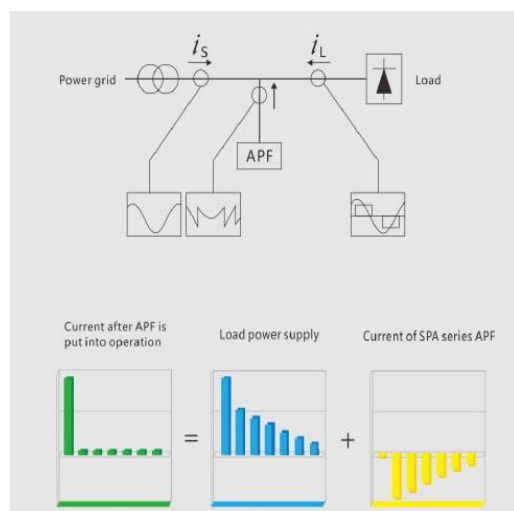 iS
iL
Power grid
Load
APF
Current after APF is
put into operation
Load power supply
Current of SPA series APF
=
+